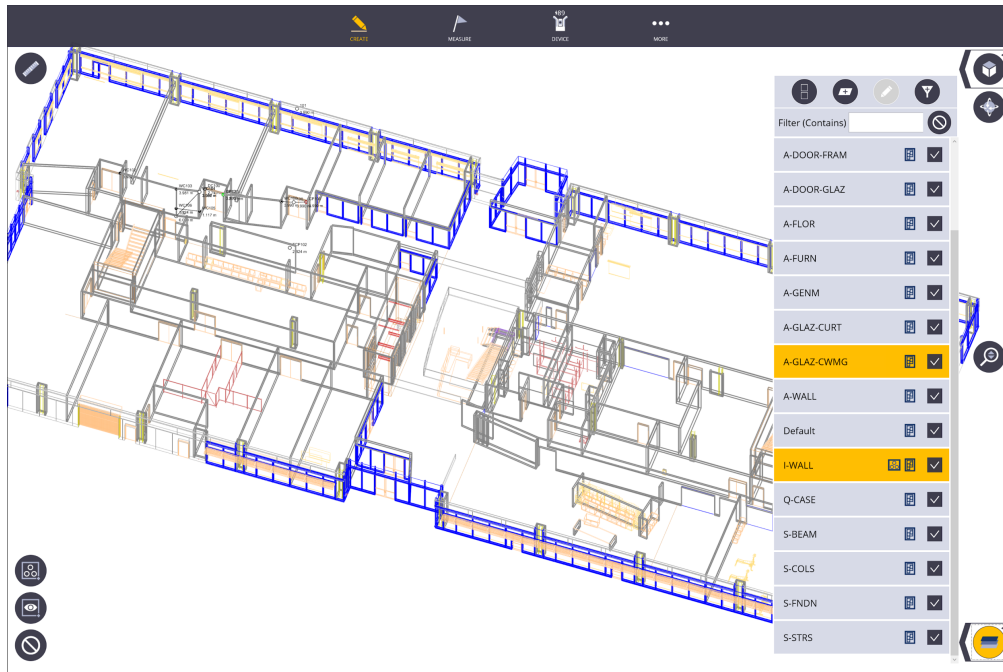 489
CREATE
MEASURE
DEVICE
MORE
Filter (Contains)
A-DOOR-FRAM
A-DOOR-GLAZ
A-FLOR
A-FURN
A-GENM
A-GLAZ-CURT
A-GLAZ-CWMG
A-WALL
Default
I-WALL
Q-CASE
S-BEAM
S-COLS
S-FNDN
S-STRS